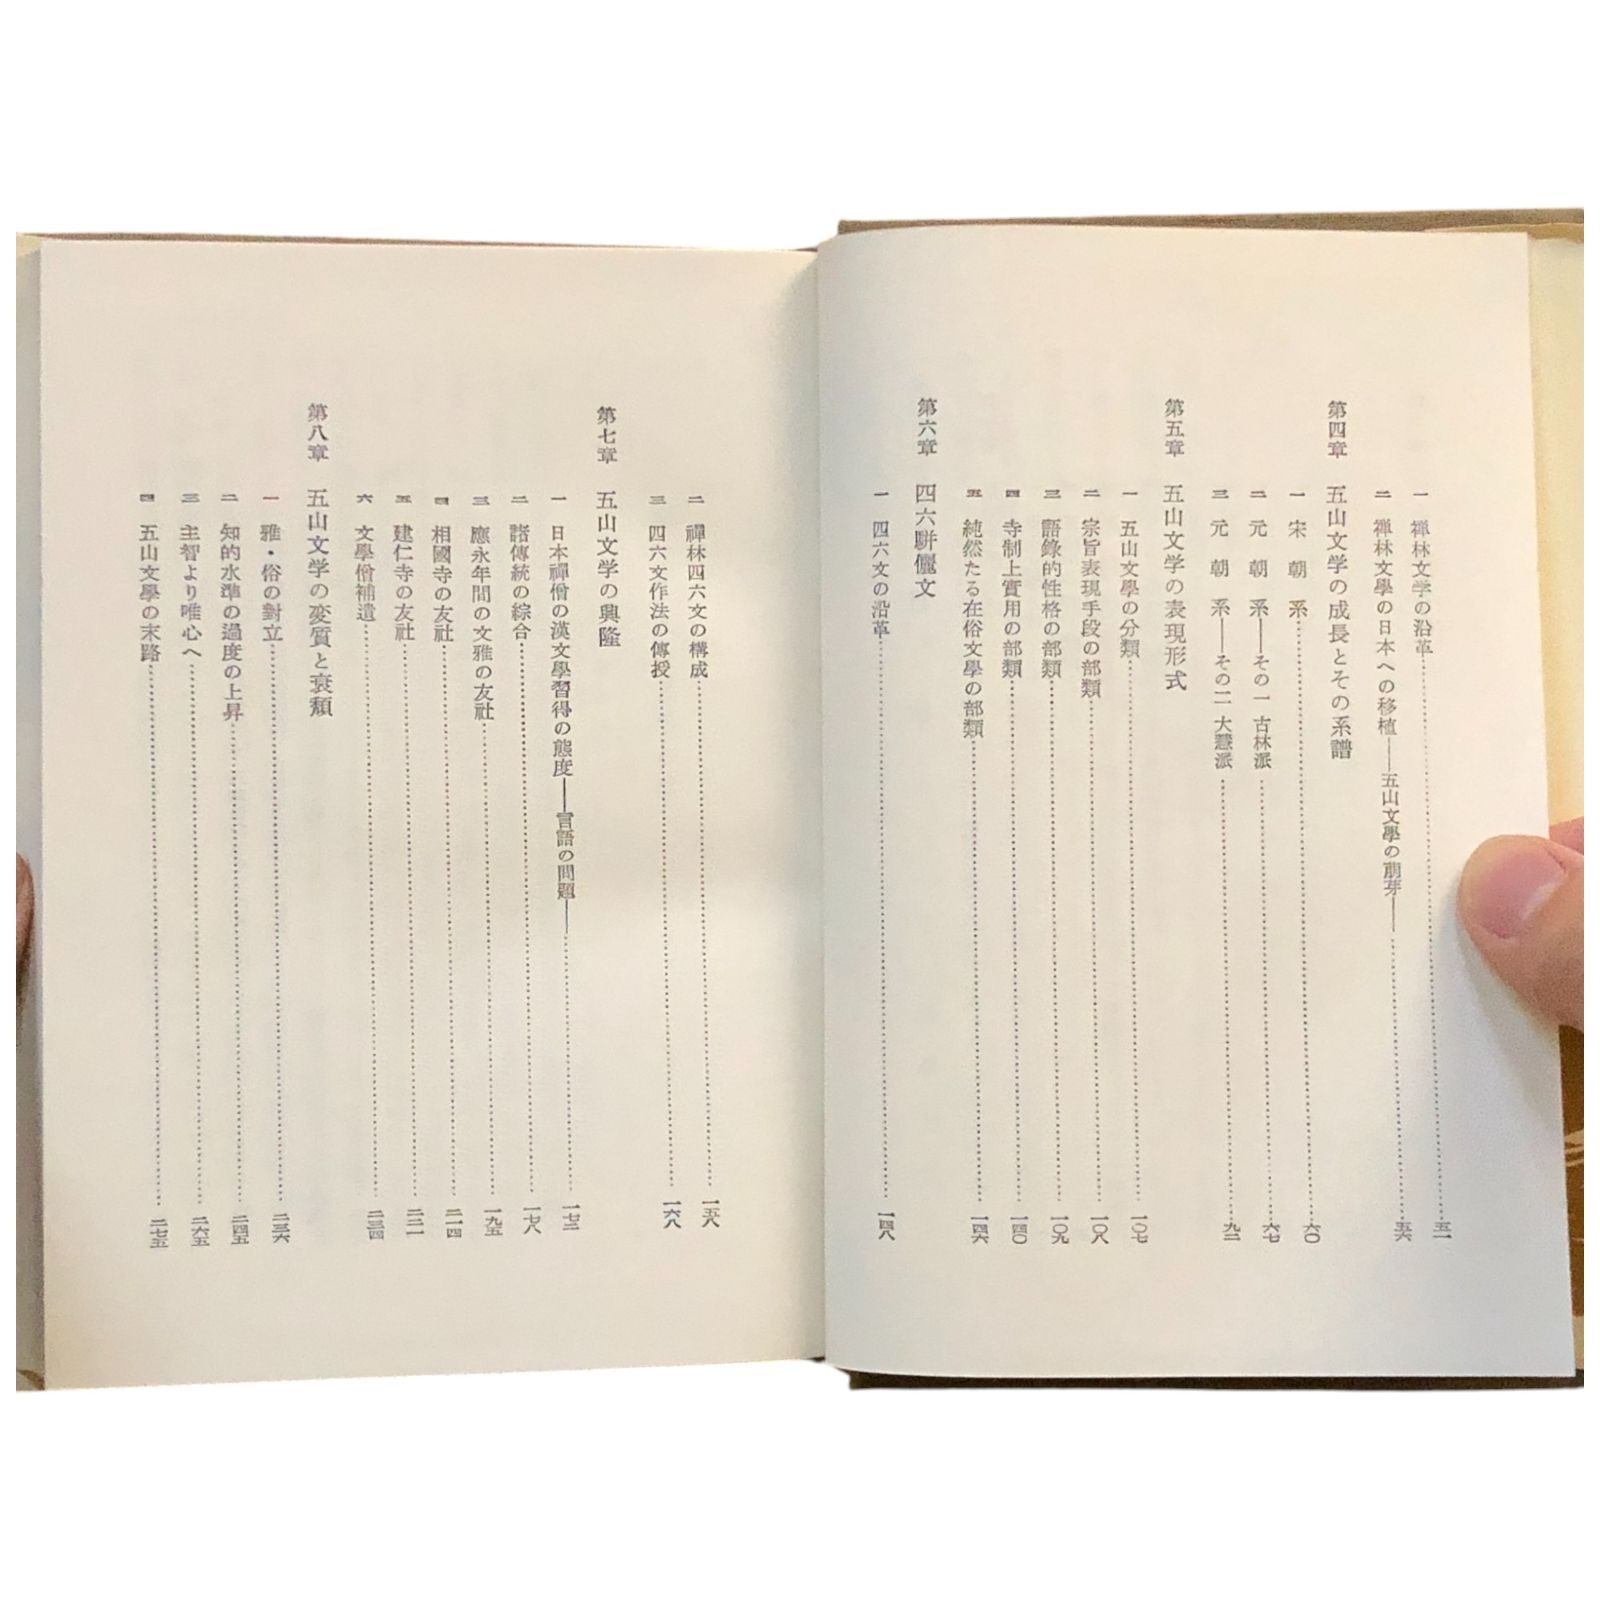 一 禅林文学の沿革 五一
二 禅林文學の日本への移植――五山文學の萠芽―― 五六
第四章 五山文学の成長とその系譜
一 宋朝系 六〇
二 元朝系――その一 古林派 六七
三 元朝系――その二 大慧派 九二
第五章 五山文学の表現形式
一 五山文學の分類 一〇七
二 宗旨表現手段の部類 一〇八
三 語錄的性格の部類 一〇九
四 寺制上實用の部類 一四〇
五 純然たる在俗文學の部類 一四六
第六章 四六駢儷文
一 四六文の沿革 一四八
二 禪林四六文の構成 一五八
三 四六文作法の傳授 一六八
第七章 五山文学の興隆
一 日本禪僧の漢文學習得の態度――言語の問題―― 一七二
二 諸傳統の綜合 一七八
三 應永年間の文雅の友社 一九五
四 相國寺の友社 二一四
五 建仁寺の友社 二二一
六 文學僧補遺 二三四
第八章 五山文学の変質と衰頽
一 雅・俗の對立 二三六
二 知的水準の過度の上昇 二四五
三 主智より唯心へ 二六五
四 五山文學の末路 二七五